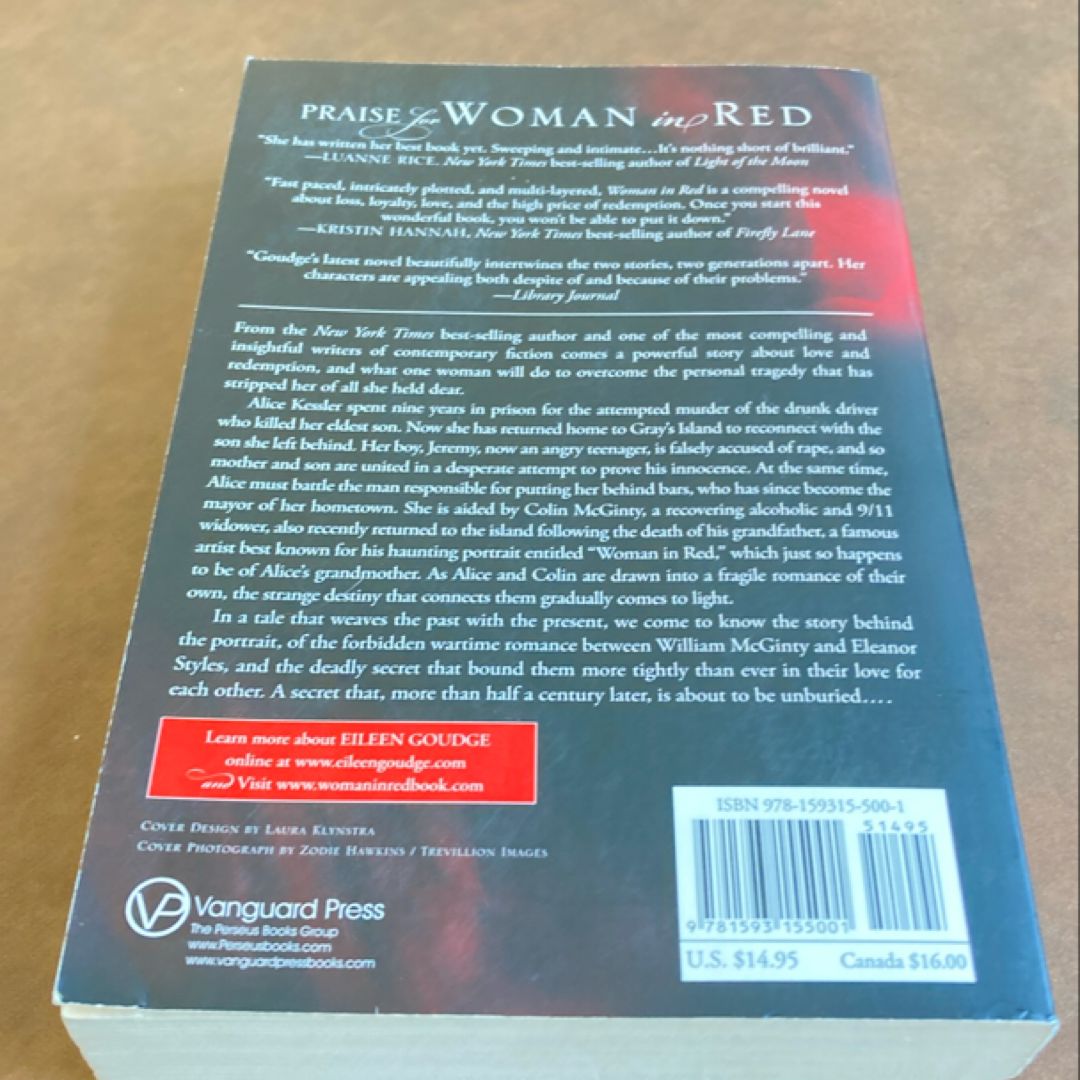 PRAISE for WOMAN in RED
“She has written her best book yet. Sweeping and intimate…It’s nothing short of brilliant.”
—LUANNE RICE, New York Times best-selling author of Light of the Moon
“Fast paced, intricately plotted, and multi-layered, Woman in Red is a compelling novel
about loss, loyalty, love, and the high price of redemption. Once you start this
wonderful book, you won’t be able to put it down.”
—KRISTIN HANNAH, New York Times best-selling author of Firefly Lane
“Goudge’s latest novel beautifully intertwines the two stories, two generations apart. Her
characters are appealing both despite of and because of their problems.”
—Library Journal
From the New York Times best-selling author and one of the most compelling and
insightful writers of contemporary fiction comes a powerful story about love and
redemption, and what one woman will do to overcome the personal tragedy that has
stripped her of all she held dear.
Alice Kessler spent nine years in prison for the attempted murder of the drunk driver
who killed her eldest son. Now she has returned home to Gray’s Island to reconnect with the
son she left behind. Her boy, Jeremy, now an angry teenager, is falsely accused of rape, and so
mother and son are united in a desperate attempt to prove his innocence. At the same time,
Alice must battle the man responsible for putting her behind bars, who has since become the
mayor of her hometown. She is aided by Colin McGinty, a recovering alcoholic and 9/11
widower, also recently returned to the island following the death of his grandfather, a famous
artist best known for his haunting portrait entitled “Woman in Red,” which just so happens
to be of Alice’s grandmother. As Alice and Colin are drawn into a fragile romance of their
own, the strange destiny that connects them gradually comes to light.
In a tale that weaves the past with the present, we come to know the story behind
the portrait, of the forbidden wartime romance between William McGinty and Eleanor
Styles, and the deadly secret that bound them more tightly than ever in their love for
each other. A secret that, more than half a century later, is about to be unburied….
Learn more about EILEEN GOUDGE
online at www.eileengoudge.com
and Visit www.womaninredbook.com
COVER DESIGN BY LAURA KLYNSTRA
COVER PHOTOGRAPH BY ZODIE HAWKINS / TREVILLION IMAGES
VP Vanguard Press
The Perseus Books Group
www.Perseusbooks.com
www.vanguardpressbooks.com
ISBN 978-159315-500-1
51495
9 781593 155001
U.S. $14.95 Canada $16.00